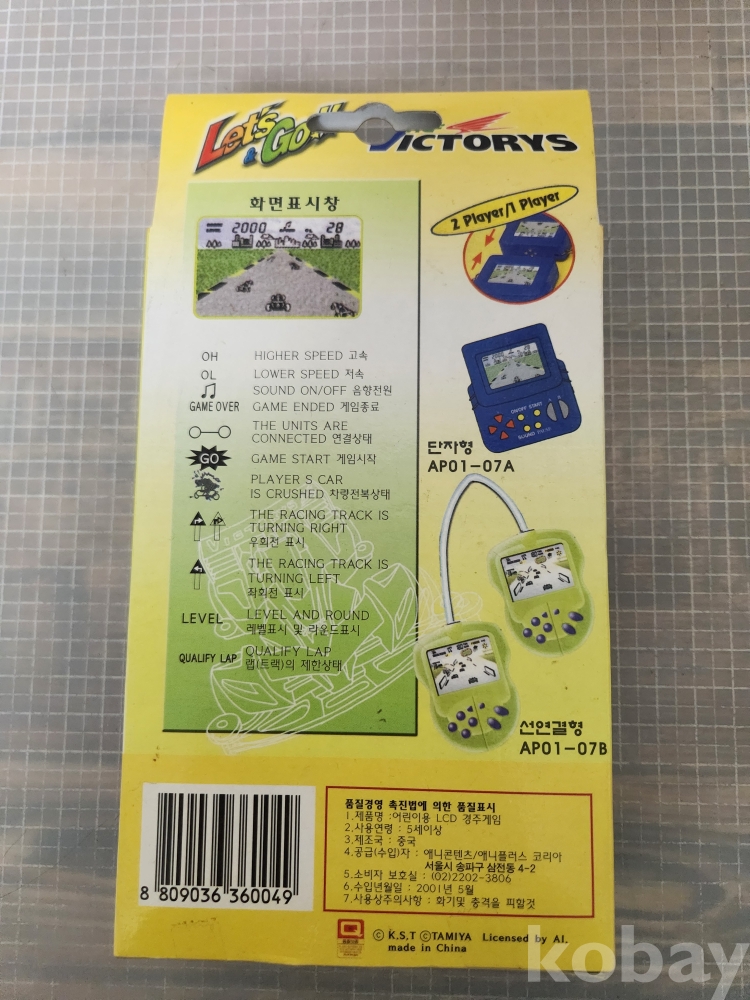 Let's & Go!!
VICTORYS
화면표시창
2000 28
2 Player/1 Player
OH HIGHER SPEED 고속
OL LOWER SPEED 저속
SOUND ON/OFF 음향전원
GAME OVER GAME ENDED 게임종료
THE UNITS ARE
CONNECTED 연결상태
GO GAME START 게임시작
PLAYER S CAR
IS CRUSHED 차량전복상태
THE RACING TRACK IS
TURNING RIGHT
우회전 표시
THE RACING TRACK IS
TURNING LEFT
좌회전 표시
LEVEL LEVEL AND ROUND
레벨표시 및 라운드표시
QUALIFY LAP QUALIFY LAP
랩(트랙)의 제한상태
ON/OFF START
SOUND
단자형
AP01-07A
선연결형
AP01-07B
8 809036 360049
품질경영 촉진법에 의한 품질표시
1.제품명 :어린이용 LCD 경주게임
2.사용연령 : 5세이상
3.제조국 : 중국
4.공급(수입)자 : 애니콘텐츠/애니플러스 코리아
서울시 송파구 삼전동 4-2
5.소비자 보호실 : (02)2202-3806
6.수입년월일 : 2001년 5월
7.사용상주의사항 : 화기및 충격을 피할것
Q
ⓒK.S.T ⓒTAMIYA Licensed by AI.
made in China
kobay